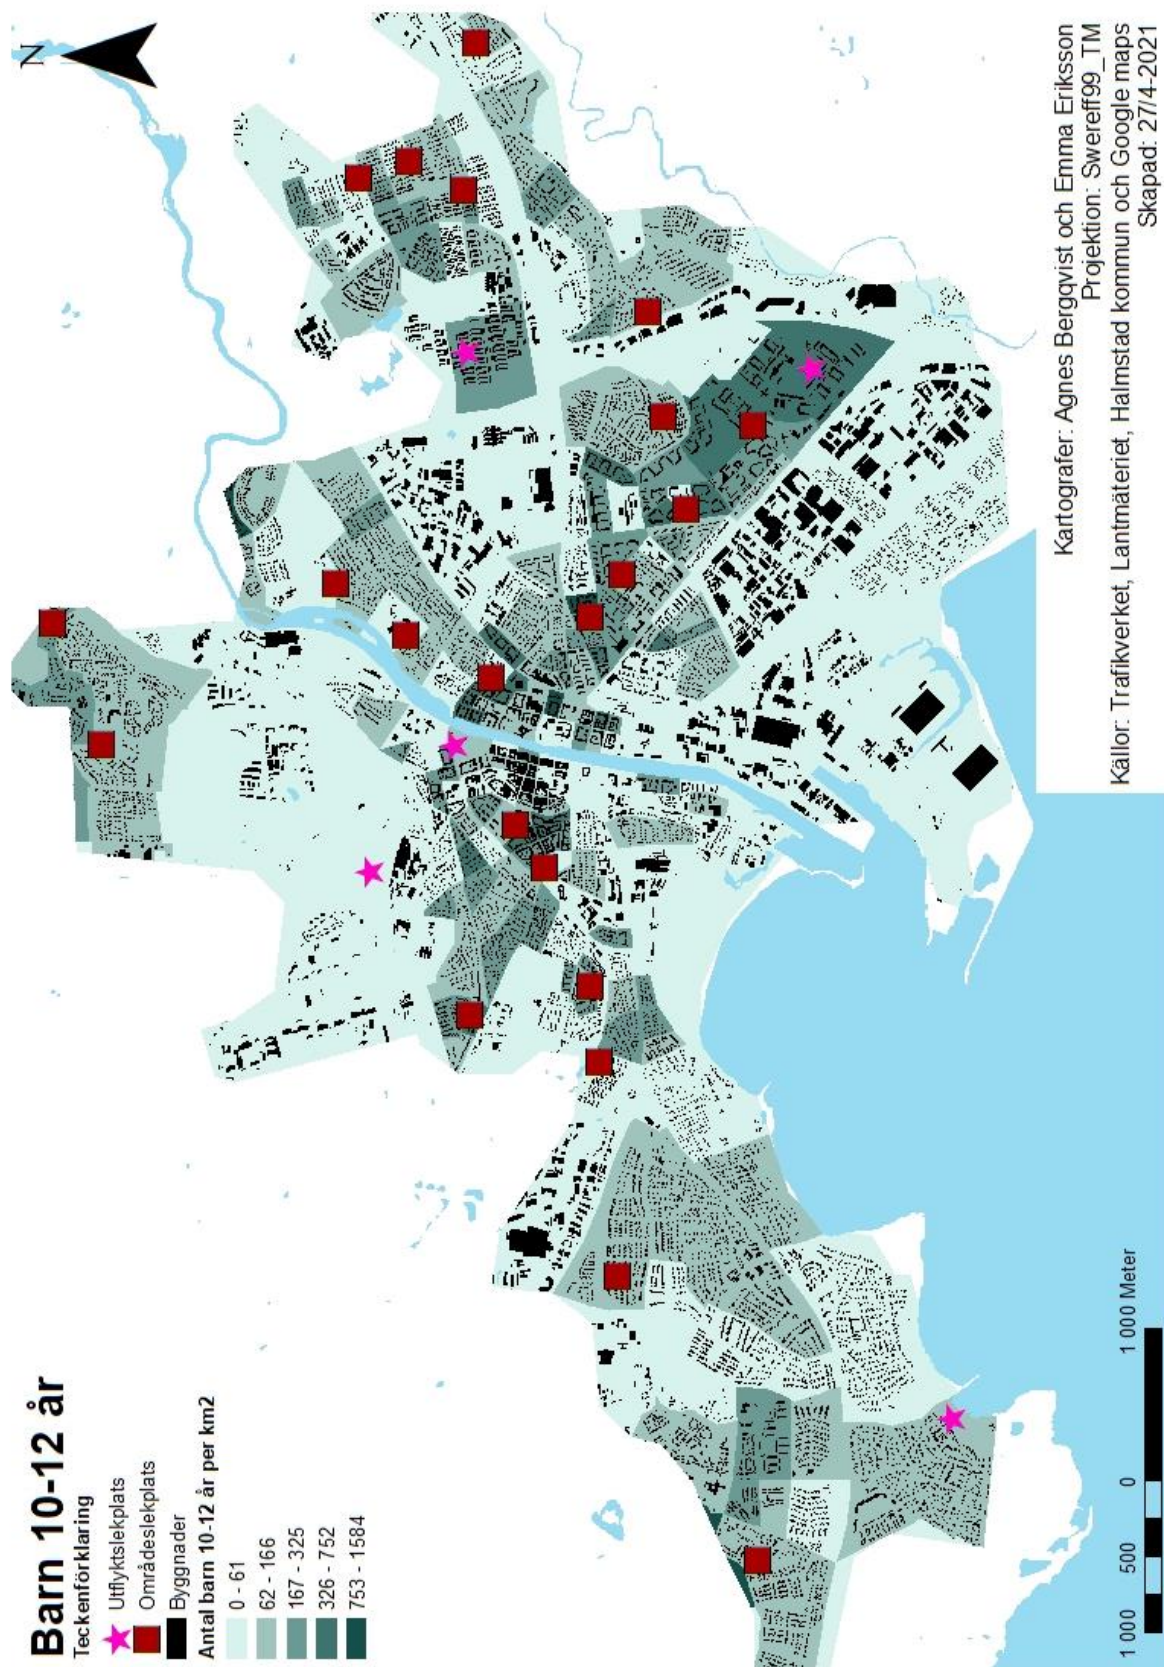 Barn 10-12 år
Teckenförklaring
Utflyktslekplats
Områdeslekplats
Byggnader
Antal barn 10-12 år per km2
0 - 61
62 - 166
167 - 325
326 - 752
753 - 1584
N
1 000 500 0 1 000 Meter
Kartografer: Agnes Bergqvist och Emma Eriksson
Projektion: Swereff99_TM
Källor: Trafikverket, Lantmäteriet, Halmstad kommun och Google maps
Skapad: 27/4-2021